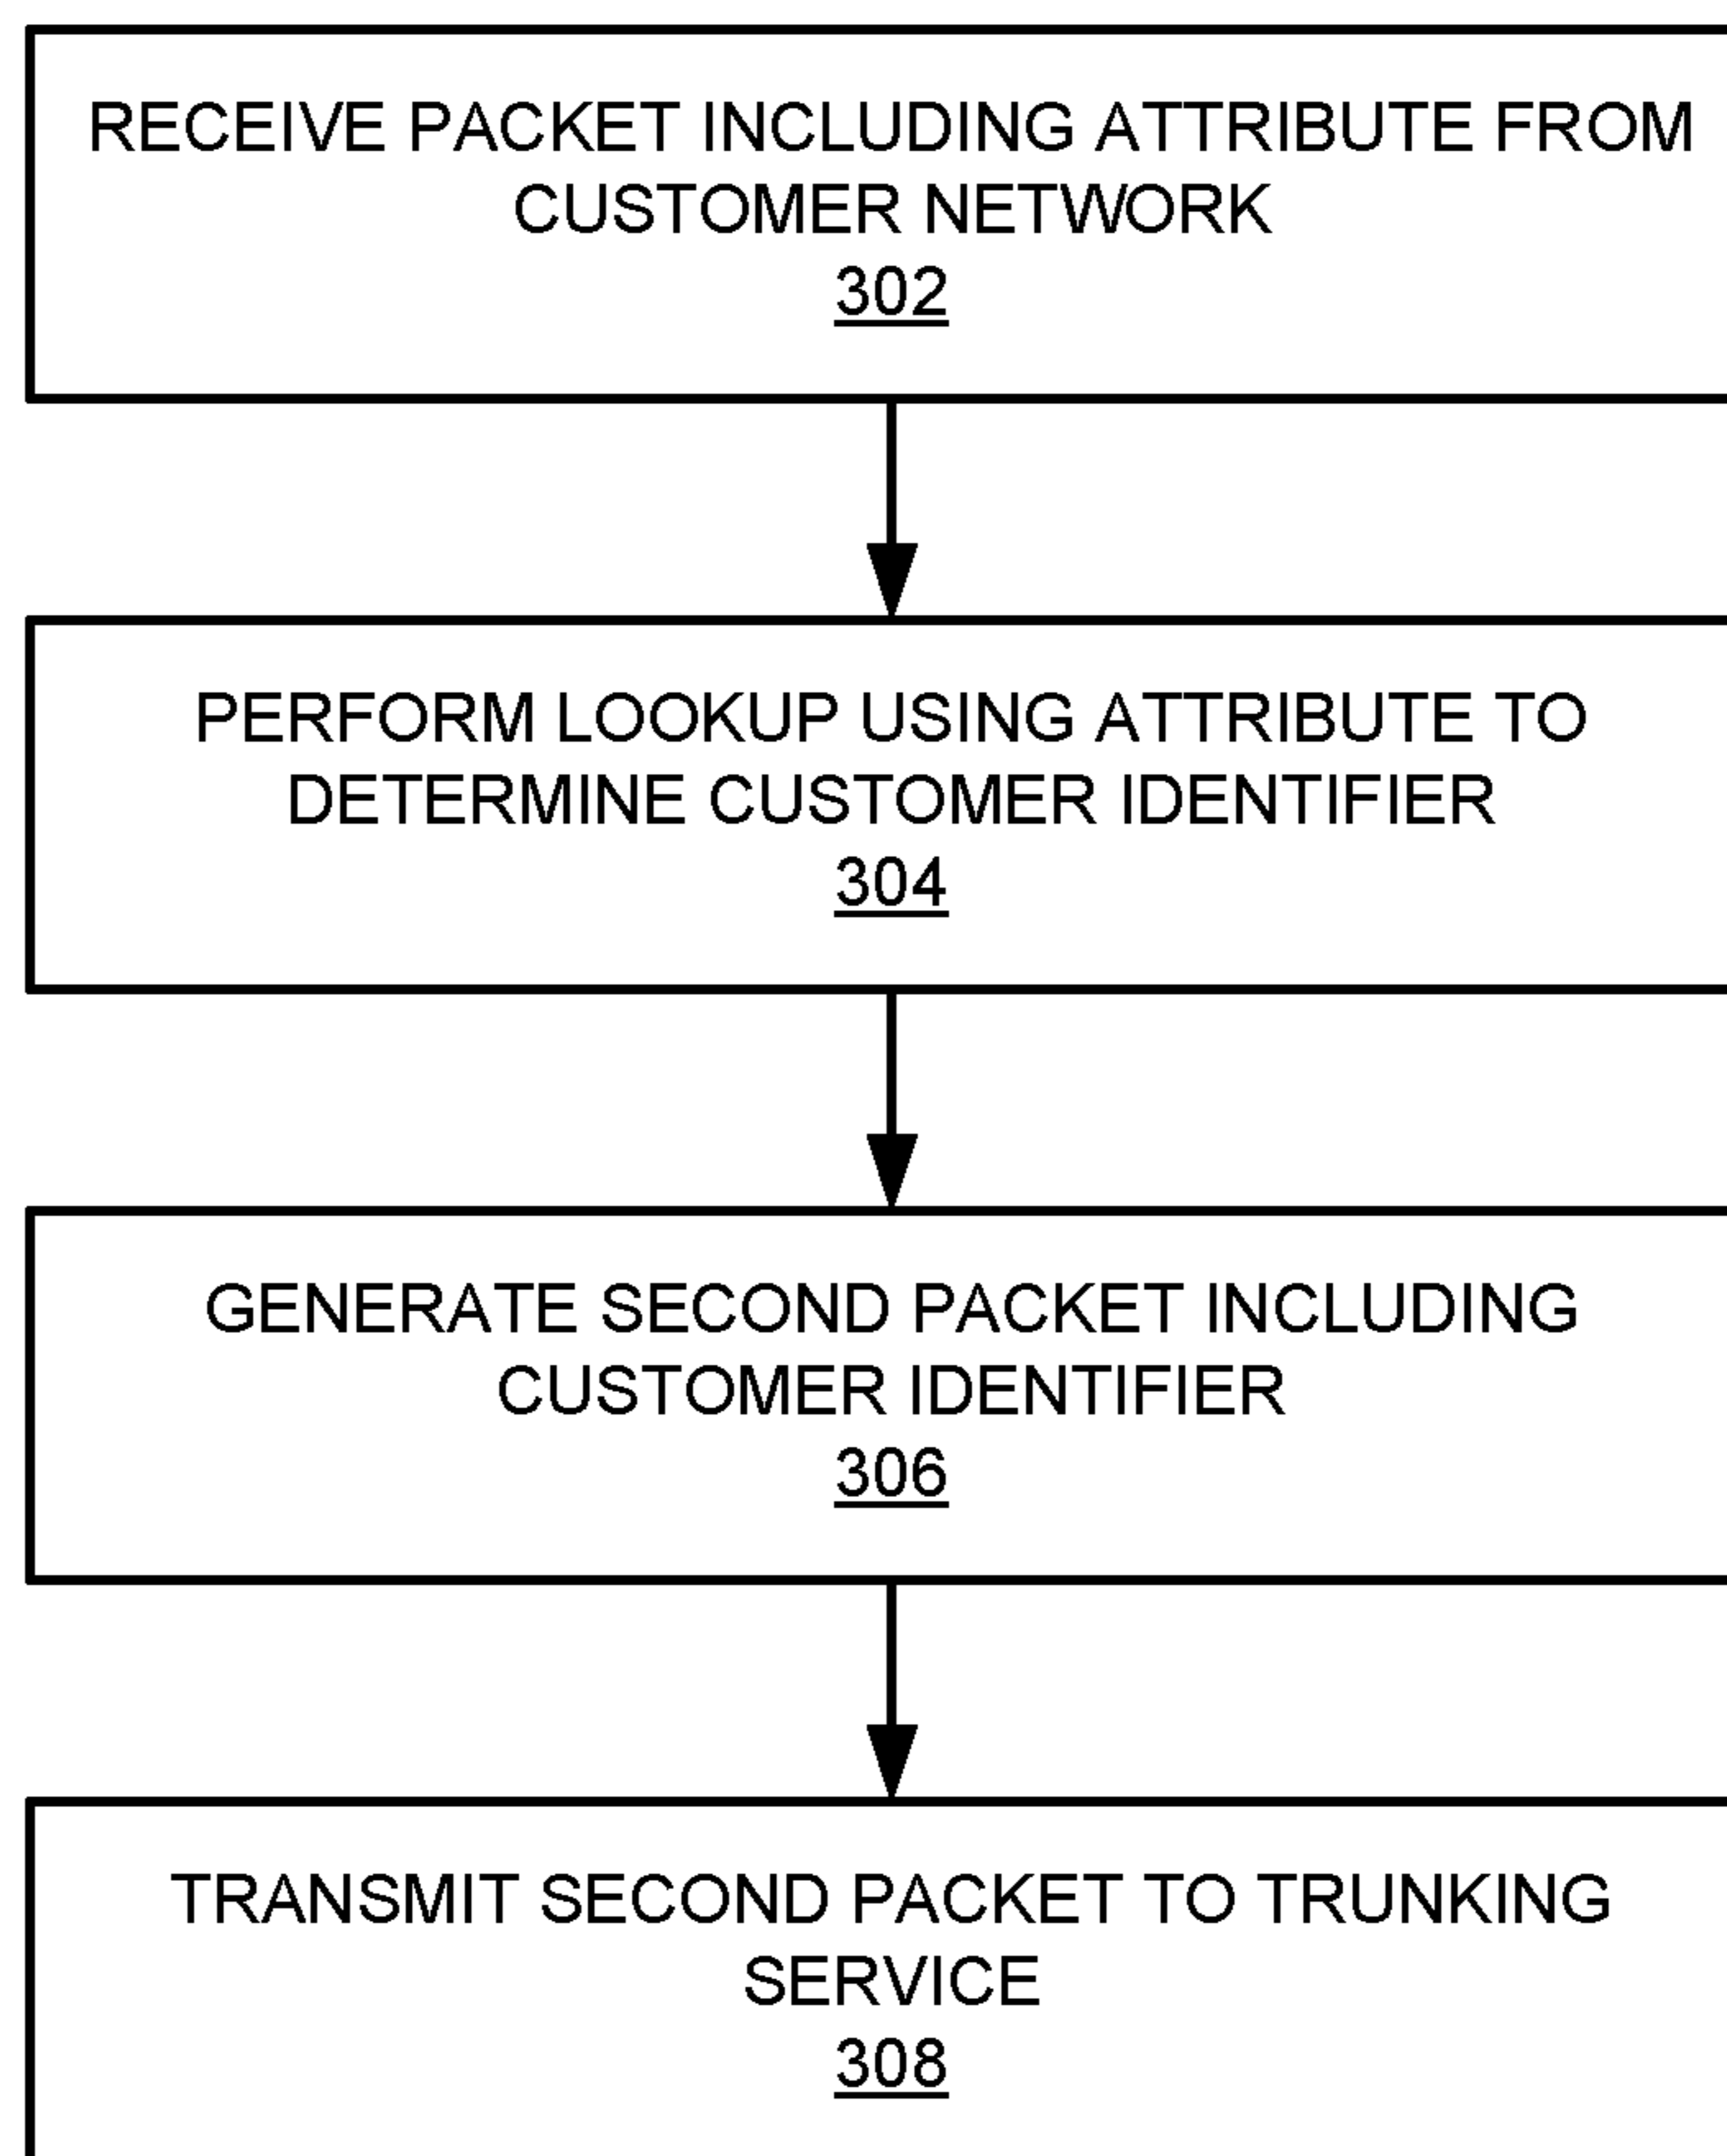 RECEIVE PACKET INCLUDING ATTRIBUTE FROM
CUSTOMER NETWORK
302
PERFORM LOOKUP USING ATTRIBUTE TO
DETERMINE CUSTOMER IDENTIFIER
304
GENERATE SECOND PACKET INCLUDING
CUSTOMER IDENTIFIER
306
TRANSMIT SECOND PACKET TO TRUNKING
SERVICE
308